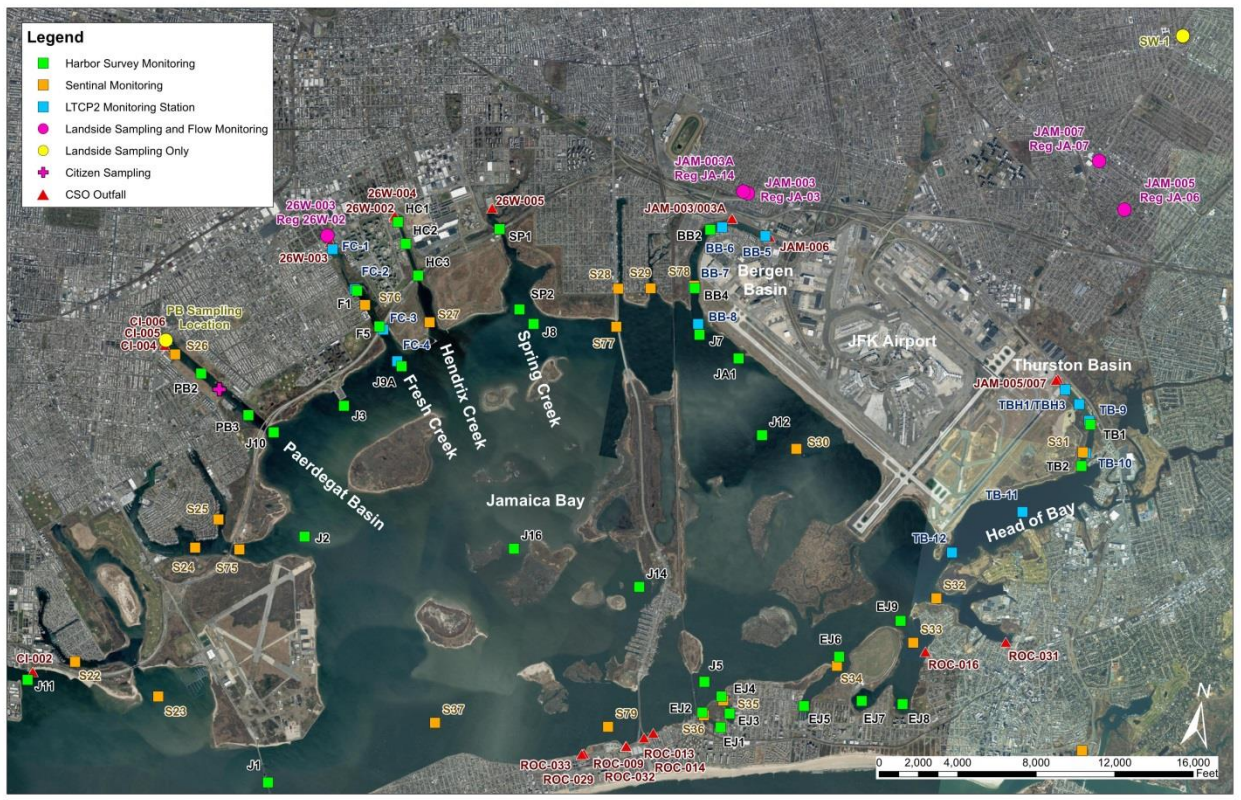 Legend
Harbor Survey Monitoring
Sentinal Monitoring
LTCP2 Monitoring Station
Landside Sampling and Flow Monitoring
Landside Sampling Only
Citizen Sampling
CSO Outfall
SW-1
JAM-007
Reg JA-07
JAM-003A
Reg JA-14
JAM-003
Reg JA-03
JAM-005
Reg JA-06
26W-004
26W-002
HC1
26W-005
26W-003
Reg 26W-02
JAM-003/003A
HC2
SP1
BB2
BB-6
BB-5
JAM-006
FC-1
26W-003
FC-2
HC3
S28
S29
S78
BB-7
Bergen
Basin
F1
S76
BB4
SP2
PB Sampling
Location
FC-3
S27
F5
J8
BB-8
CI-006
CI-005
CI-004
S26
FC-4
S77
J7
JFK Airport
Hendrix Creek
Spring Creek
JA1
Thurston Basin
PB2
J9A
Fresh Creek
JAM-005/007
TBH1/TBH3
TB-9
PB3
J3
J10
J12
S30
TB1
S31
TB2
TB-10
Paerdegat Basin
Jamaica Bay
TB-11
Head of Bay
S25
J2
J16
TB-12
S24
S75
J14
S32
EJ9
S33
EJ6
ROC-016
ROC-031
CI-002
S22
J11
S34
J5
EJ4
S35
S23
S37
S79
EJ2
EJ3
S36
EJ1
EJ5
EJ7
EJ8
N
ROC-013
ROC-014
ROC-009
ROC-032
ROC-033
ROC-029
J1
0 2,000 4,000 8,000 12,000 16,000
Feet